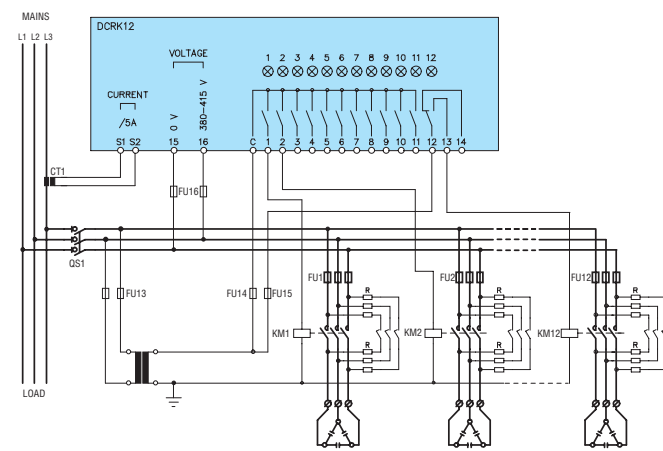 MAINS
L1 L2 L3
DCRK12
VOLTAGE
1 2 3 4 5 6 7 8 9 10 11 12
CURRENT
/5A
0 V
380-415 V
S1 S2 15 16 C 1 2 3 4 5 6 7 8 9 10 11 12 13 14
CT1
FU16
QS1
FU1 FU2 FU12
FU13 FU14 FU15
R R R
KM1 KM2 KM12
R R R
LOAD